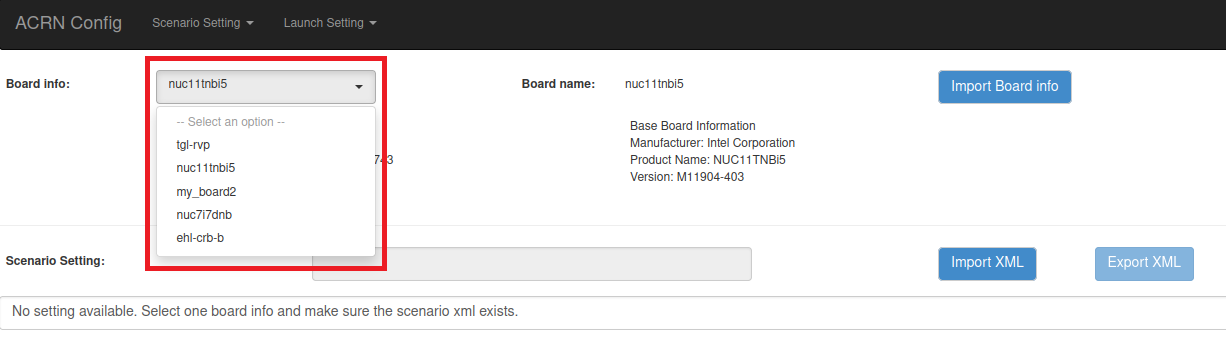 ACRN Config Scenario Setting Launch Setting
Board info: nuc11tnbi5 Board name: nuc11tnbi5 Import Board info
-- Select an option --
tgl-rvp
nuc11tnbi5
my_board2
nuc7i7dnb
ehl-crb-b
743
Base Board Information
Manufacturer: Intel Corporation
Product Name: NUC11TNBi5
Version: M11904-403
Scenario Setting: Import XML Export XML
No setting available. Select one board info and make sure the scenario xml exists.